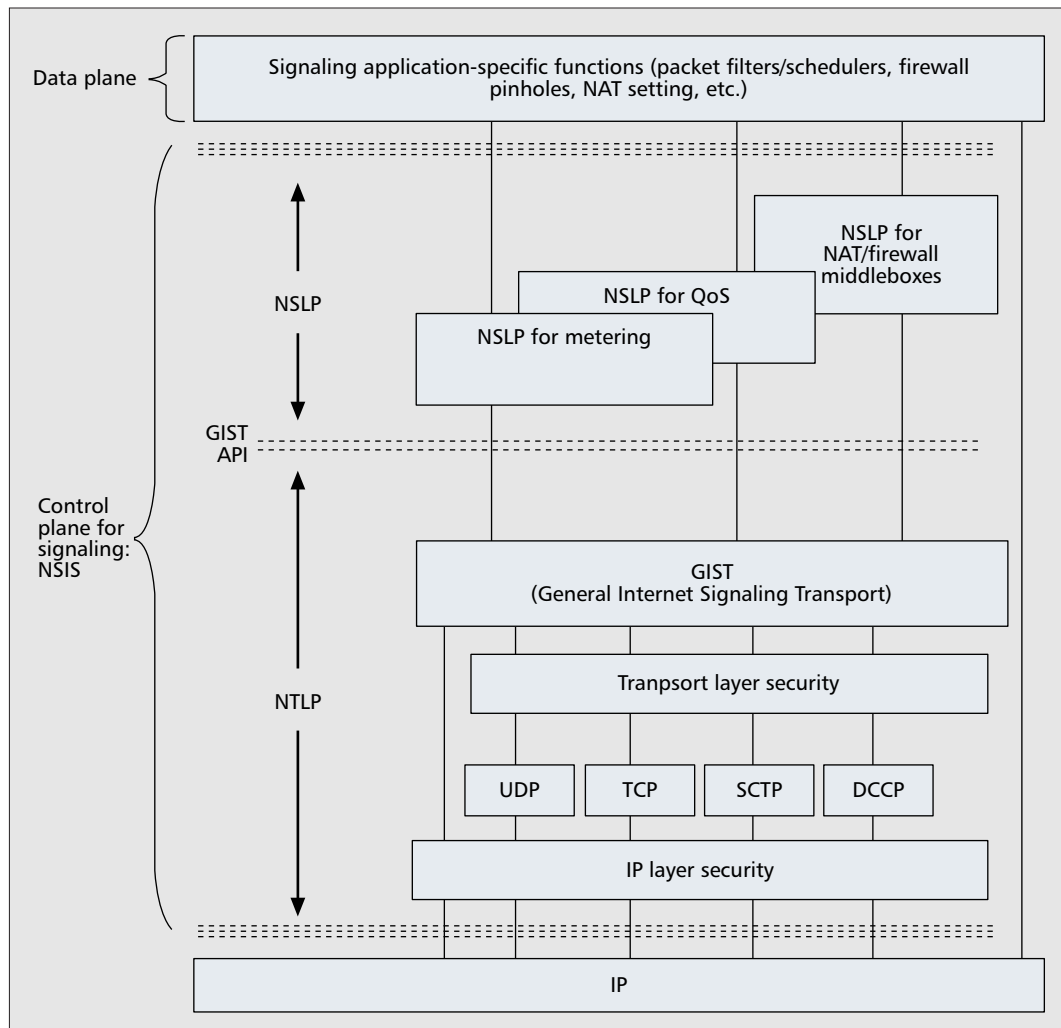 Data plane
Signaling application-specific functions (packet filters/schedulers, firewall
pinholes, NAT setting, etc.)
NSLP for
NAT/firewall
middleboxes
NSLP for QoS
NSLP
NSLP for metering
GIST
API
Control
plane for
signaling:
NSIS
GIST
(General Internet Signaling Transport)
Tranpsort layer security
NTLP
UDP
TCP
SCTP
DCCP
IP layer security
IP